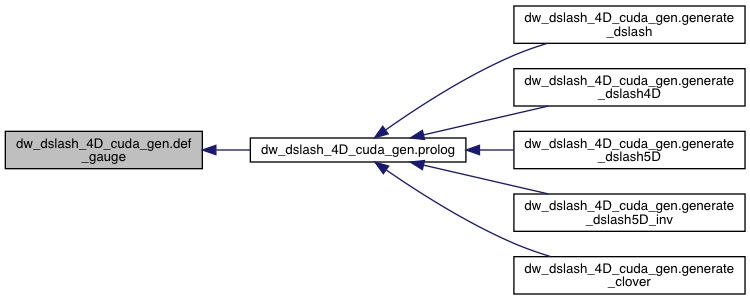 dw_dslash_4D_cuda_gen.def
_gauge
dw_dslash_4D_cuda_gen.prolog
dw_dslash_4D_cuda_gen.generate
_dslash
dw_dslash_4D_cuda_gen.generate
_dslash4D
dw_dslash_4D_cuda_gen.generate
_dslash5D
dw_dslash_4D_cuda_gen.generate
_dslash5D_inv
dw_dslash_4D_cuda_gen.generate
_clover